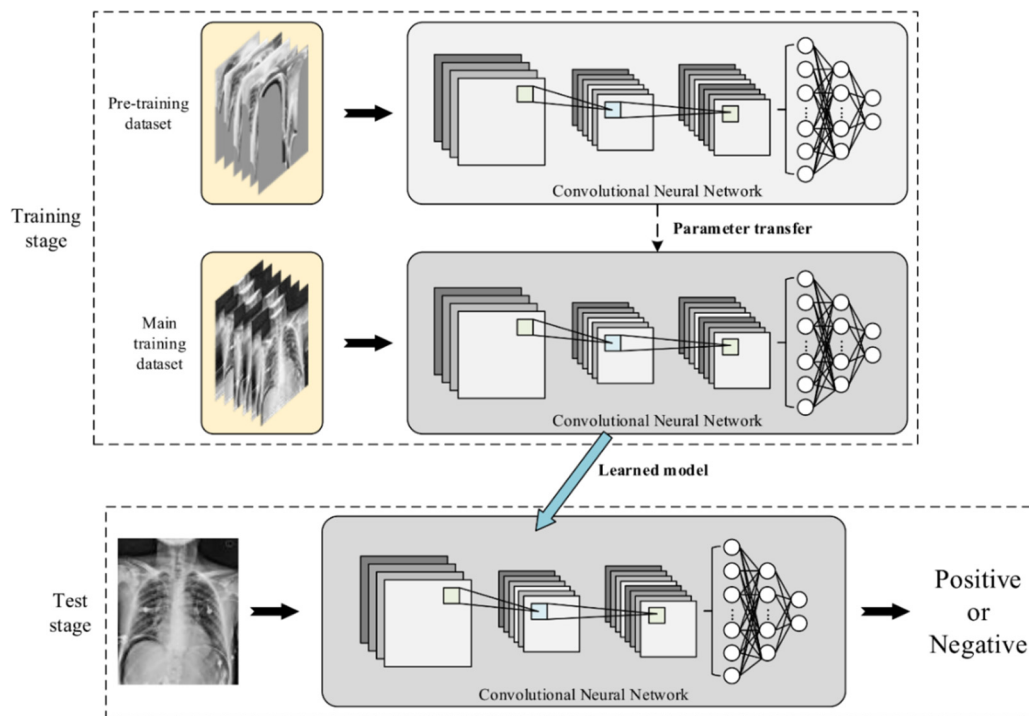 Pre-training
dataset
Convolutional Neural Network
Training
stage
Parameter transfer
Main
training
dataset
Convolutional Neural Network
Learned model
Test
stage
Positive
or
Negative
Convolutional Neural Network